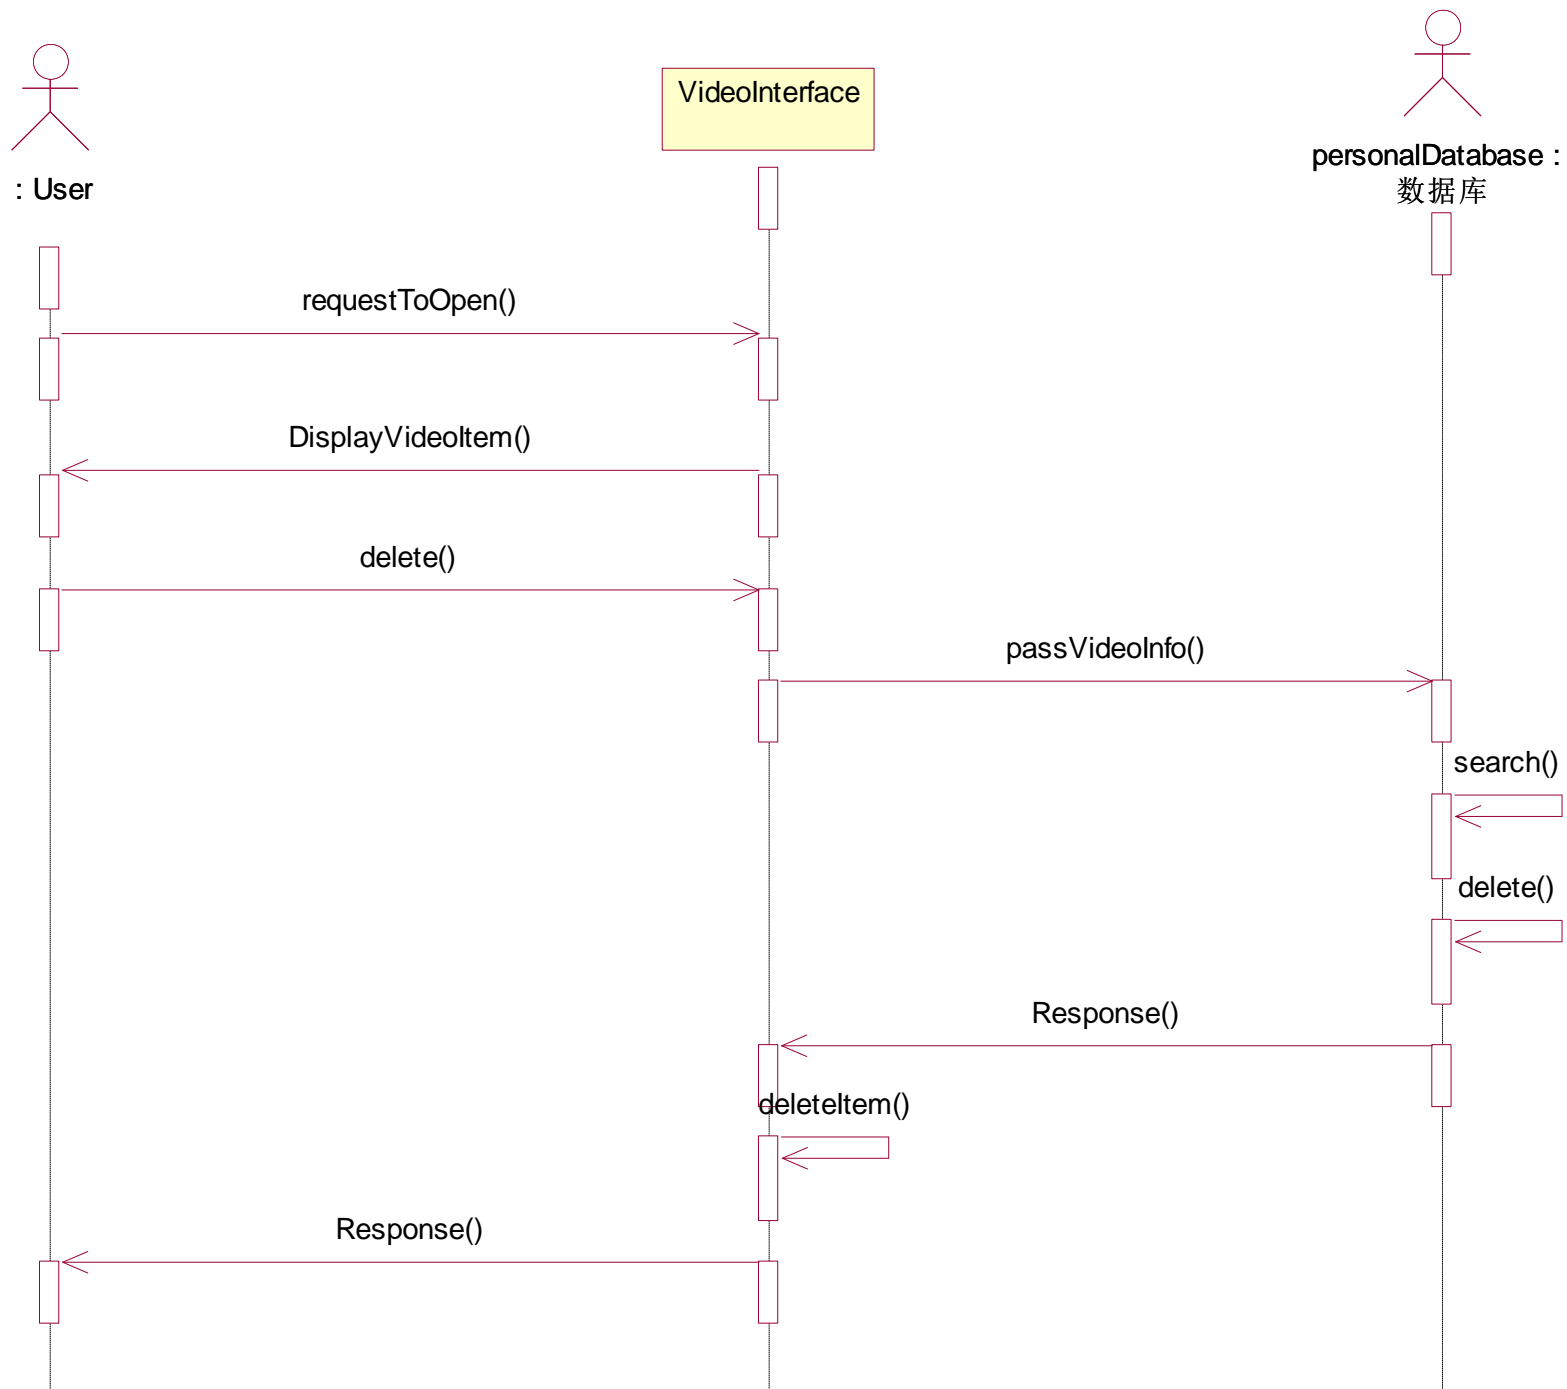 VideoInterface
personalDatabase :
数据库
: User
requestToOpen()
DisplayVideoItem()
delete()
passVideoInfo()
search()
delete()
Response()
deleteItem()
Response()